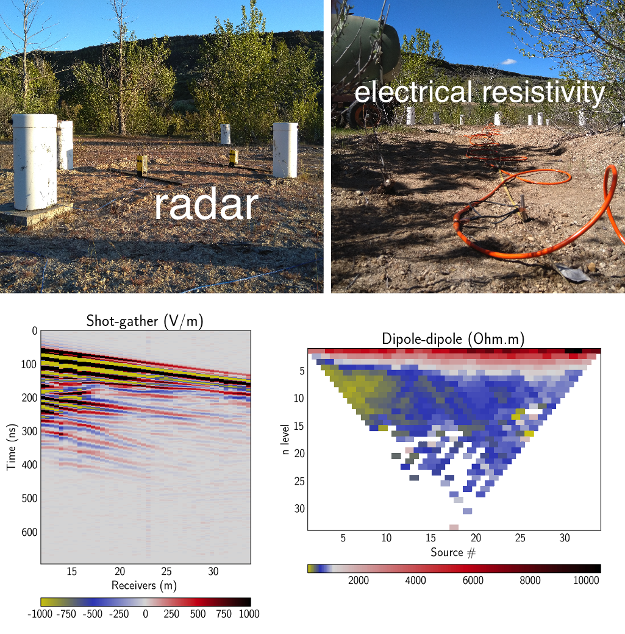 radar
electrical resistivity
Shot-gather (V/m)
0
100
200
300
400
500
600
Time (ns)
15 20 25 30
Receivers (m)
-1000 -750 -500 -250 0 250 500 750 1000
Dipole-dipole (Ohm.m)
5
10
15
20
25
30
n level
5 10 15 20 25 30
Source #
2000 4000 6000 8000 10000